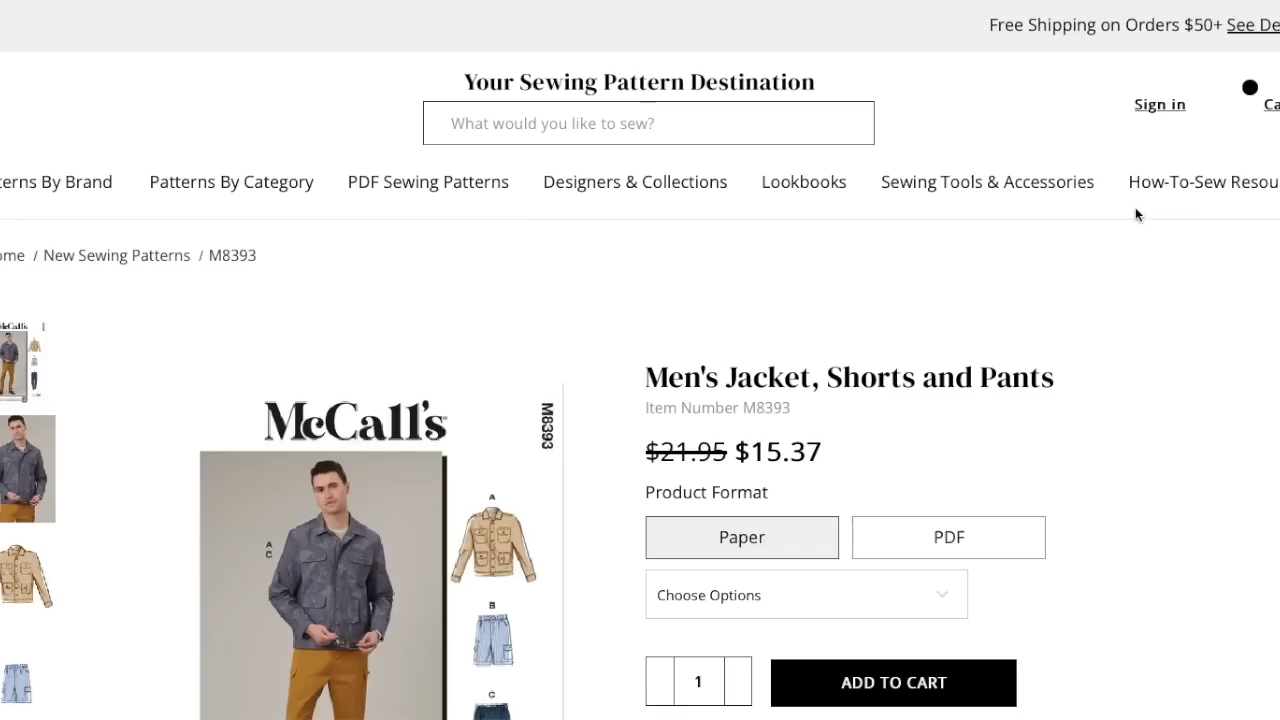 Free Shipping on Orders $50+ See De
Your Sewing Pattern Destination
What would you like to sew?
Sign in
Ca
terns By Brand
Patterns By Category
PDF Sewing Patterns
Designers & Collections
Lookbooks
Sewing Tools & Accessories
How-To-Sew Resou
ome / New Sewing Patterns / M8393
McCall's
M8393
A
C
A
B
C
Men's Jacket, Shorts and Pants
Item Number M8393
$21.95 $15.37
Product Format
Paper
PDF
Choose Options
1
ADD TO CART